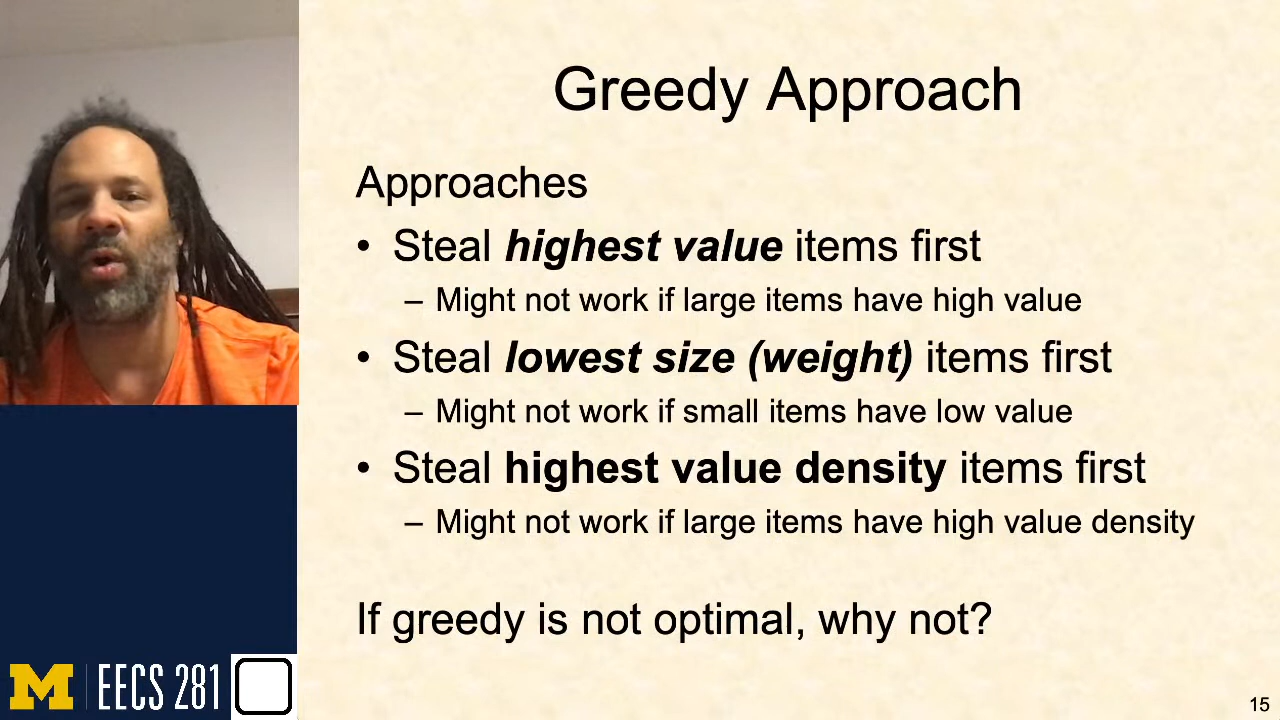 Greedy Approach
Approaches
• Steal highest value items first
– Might not work if large items have high value
• Steal lowest size (weight) items first
– Might not work if small items have low value
• Steal highest value density items first
– Might not work if large items have high value density
If greedy is not optimal, why not?
M EECS 281
15